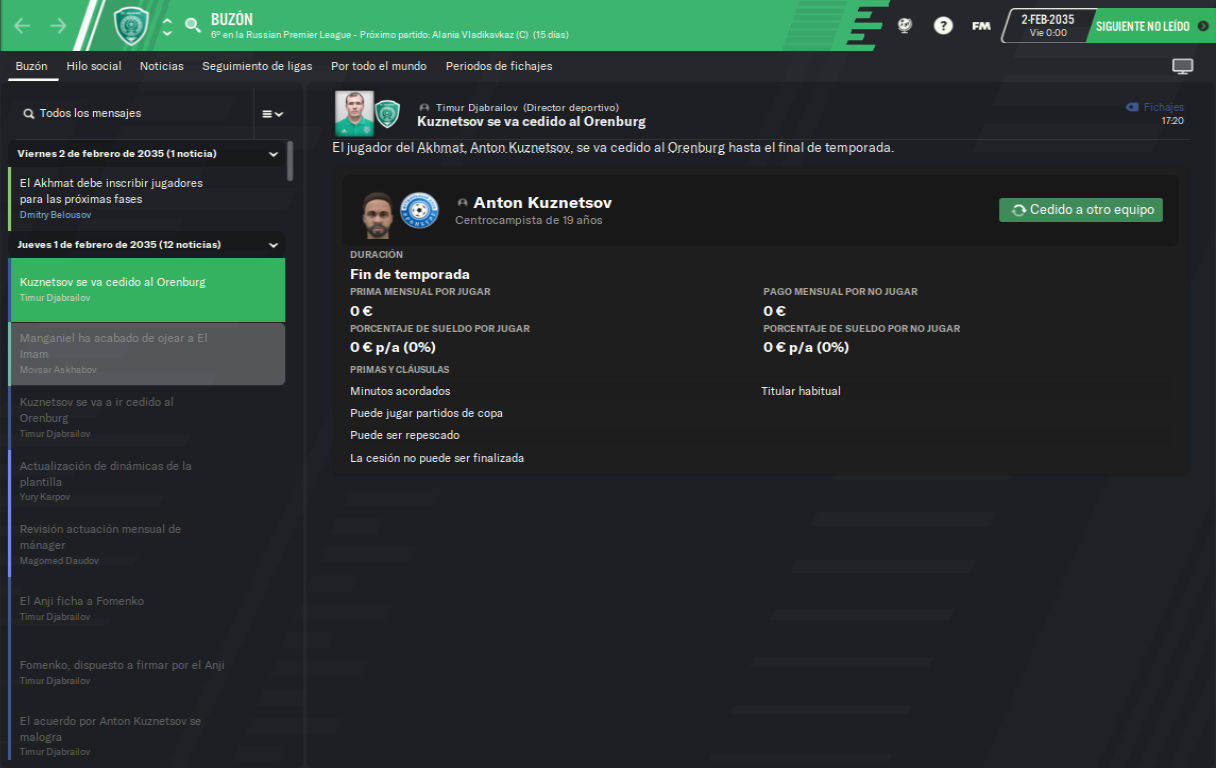 BUZÓN
6º en la Russian Premier League - Próximo partido: Alania Vladikavkaz (C) (15 días)
?
FM
2-FEB-2035
Vie 0:00
SIGUIENTE NO LEÍDO
Buzón
Hilo social
Noticias
Seguimiento de ligas
Por todo el mundo
Periodos de fichajes
Todos los mensajes
Viernes 2 de febrero de 2035 (1 noticia)
El Akhmat debe inscribir jugadores
para las próximas fases
Dmitry Belousov
Jueves 1 de febrero de 2035 (12 noticias)
Kuznetsov se va cedido al Orenburg
Timur Djabrailov
Manganiel ha acabado de ojear a El
Imam
Movsar Askhabov
Kuznetsov se va a ir cedido al
Orenburg
Timur Djabrailov
Actualización de dinámicas de la
plantilla
Yury Karpov
Revisión actuación mensual de
mánager
Magomed Daudov
El Anji ficha a Fomenko
Timur Djabrailov
Fomenko, dispuesto a firmar por el Anji
Timur Djabrailov
El acuerdo por Anton Kuznetsov se
malogra
Timur Djabrailov
Timur Djabrailov (Director deportivo)
Kuznetsov se va cedido al Orenburg
Fichajes
17:20
El jugador del Akhmat, Anton Kuznetsov, se va cedido al Orenburg hasta el final de temporada.
Anton Kuznetsov
Centrocampista de 19 años
Cedido a otro equipo
DURACIÓN
Fin de temporada
PRIMA MENSUAL POR JUGAR
PAGO MENSUAL POR NO JUGAR
0 €
0 €
PORCENTAJE DE SUELDO POR JUGAR
PORCENTAJE DE SUELDO POR NO JUGAR
0 € p/a (0%)
0 € p/a (0%)
PRIMAS Y CLÁUSULAS
Minutos acordados
Titular habitual
Puede jugar partidos de copa
Puede ser repescado
La cesión no puede ser finalizada